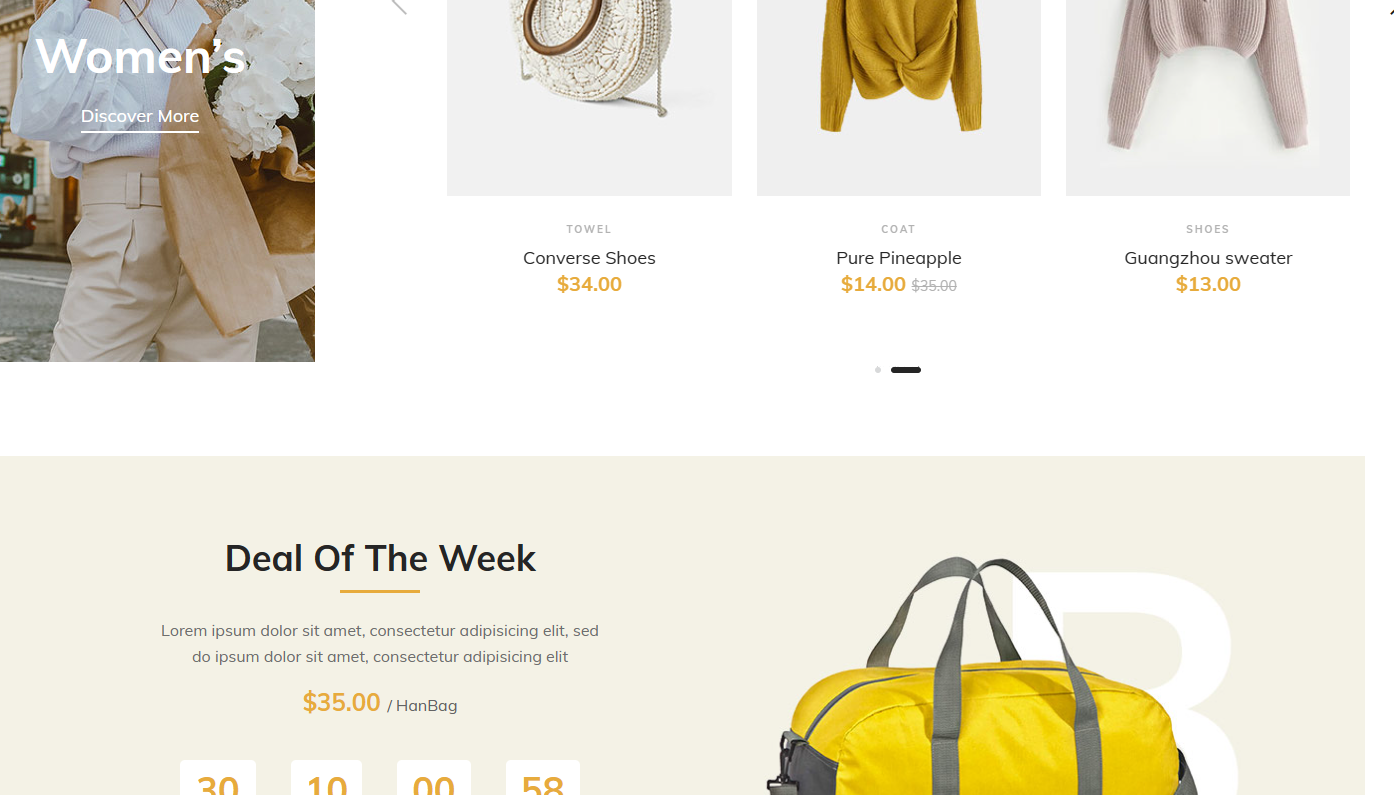 Women's
Discover More
TOWEL
Converse Shoes
$34.00
COAT
Pure Pineapple
$14.00 $35.00
SHOES
Guangzhou sweater
$13.00
Deal Of The Week
Lorem ipsum dolor sit amet, consectetur adipisicing elit, sed
do ipsum dolor sit amet, consectetur adipisicing elit
$35.00 / HanBag
30 10 00 58
B